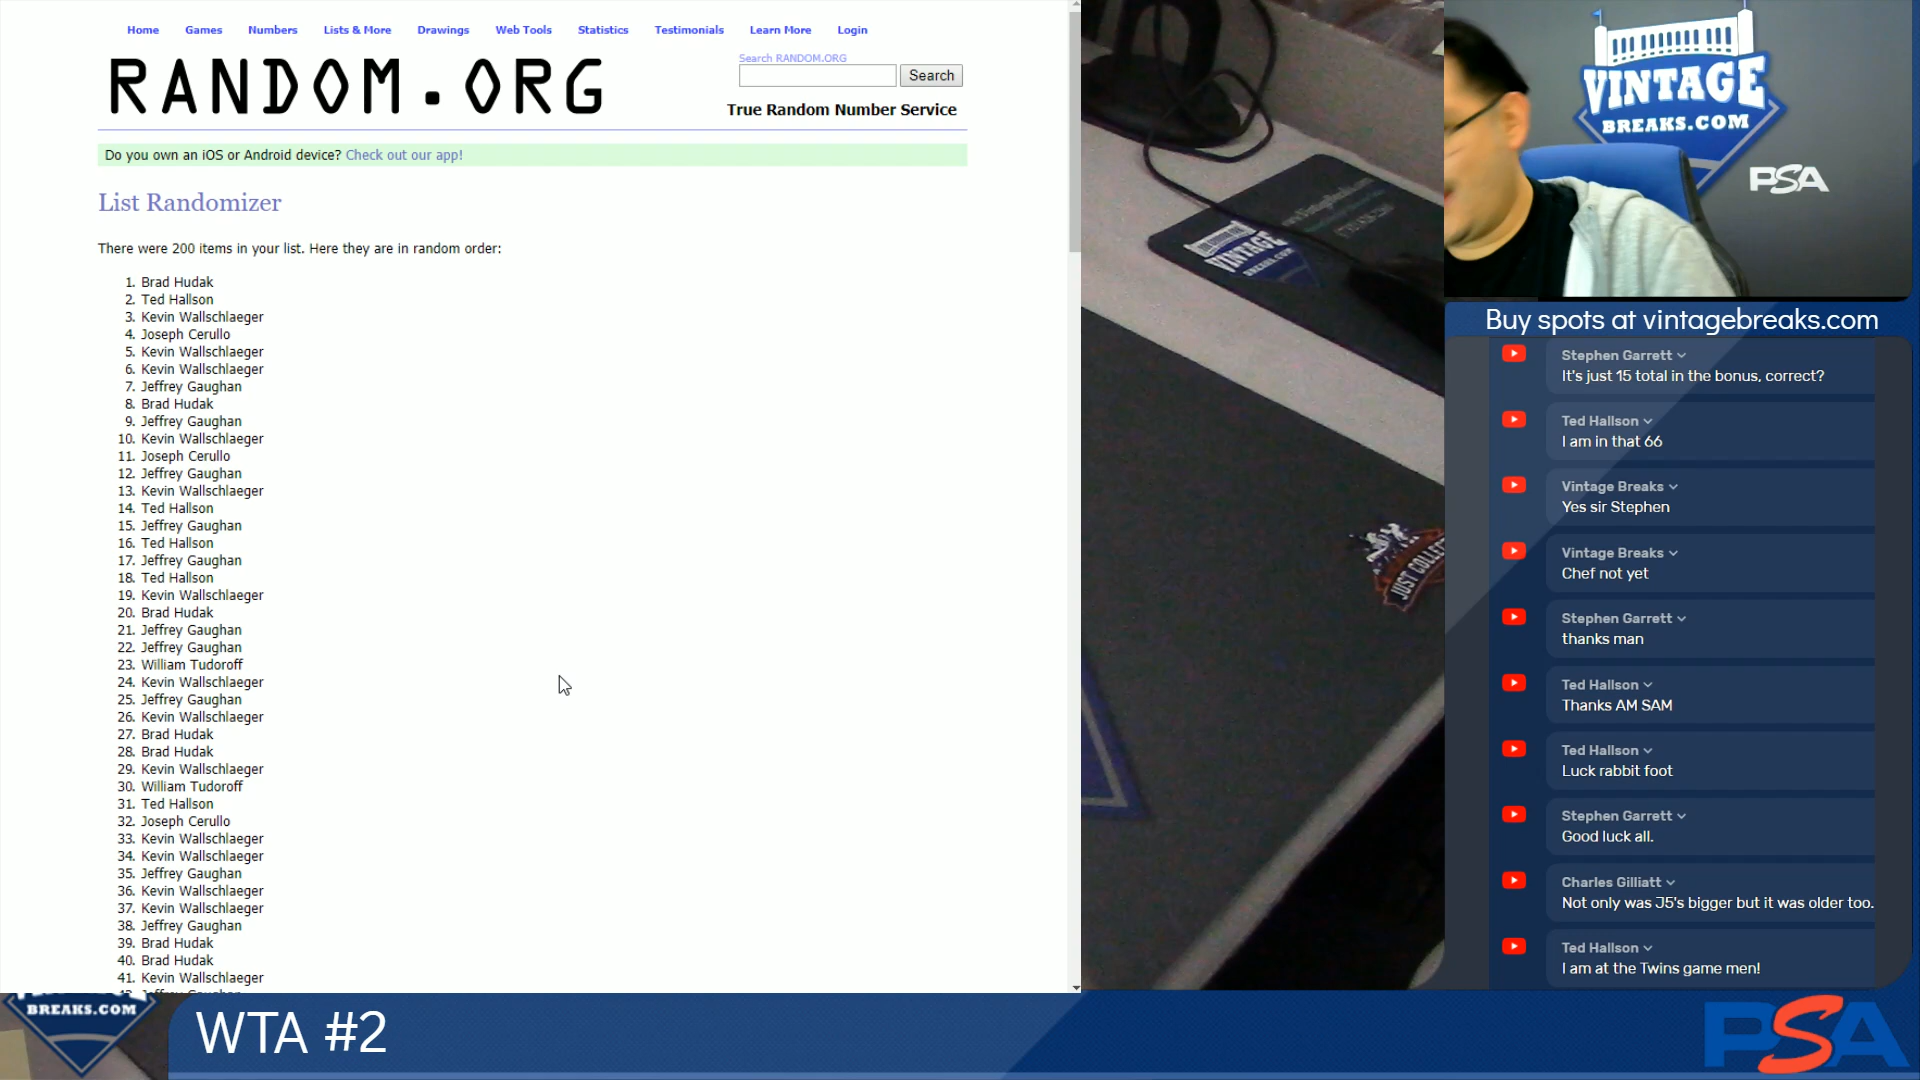 Home Games Numbers Lists & More Drawings Web Tools Statistics Testimonials Learn More Login
RANDOM.ORG
Search RANDOM.ORG
Search
True Random Number Service
Do you own an iOS or Android device? Check out our app!
List Randomizer
There were 200 items in your list. Here they are in random order:
1. Brad Hudak
2. Ted Hallson
3. Kevin Wallschlaeger
4. Joseph Cerullo
5. Kevin Wallschlaeger
6. Kevin Wallschlaeger
7. Jeffrey Gaughan
8. Brad Hudak
9. Jeffrey Gaughan
10. Kevin Wallschlaeger
11. Joseph Cerullo
12. Jeffrey Gaughan
13. Kevin Wallschlaeger
14. Ted Hallson
15. Jeffrey Gaughan
16. Ted Hallson
17. Jeffrey Gaughan
18. Ted Hallson
19. Kevin Wallschlaeger
20. Brad Hudak
21. Jeffrey Gaughan
22. Jeffrey Gaughan
23. William Tudoroff
24. Kevin Wallschlaeger
25. Jeffrey Gaughan
26. Kevin Wallschlaeger
27. Brad Hudak
28. Brad Hudak
29. Kevin Wallschlaeger
30. William Tudoroff
31. Ted Hallson
32. Joseph Cerullo
33. Kevin Wallschlaeger
34. Kevin Wallschlaeger
35. Jeffrey Gaughan
36. Kevin Wallschlaeger
37. Kevin Wallschlaeger
38. Jeffrey Gaughan
39. Brad Hudak
40. Brad Hudak
41. Kevin Wallschlaeger
VINTAGE
BREAKS.COM
JUST COLLECT
VINTAGE
BREAKS.COM
PSA
Buy spots at vintagebreaks.com
Stephen Garrett
It's just 15 total in the bonus, correct?
Ted Hallson
I am in that 66
Vintage Breaks
Yes sir Stephen
Vintage Breaks
Chef not yet
Stephen Garrett
thanks man
Ted Hallson
Thanks AM SAM
Ted Hallson
Luck rabbit foot
Stephen Garrett
Good luck all.
Charles Gilliatt
Not only was J5's bigger but it was older too.
Ted Hallson
I am at the Twins game men!
BREAKS.COM
WTA #2
PSA